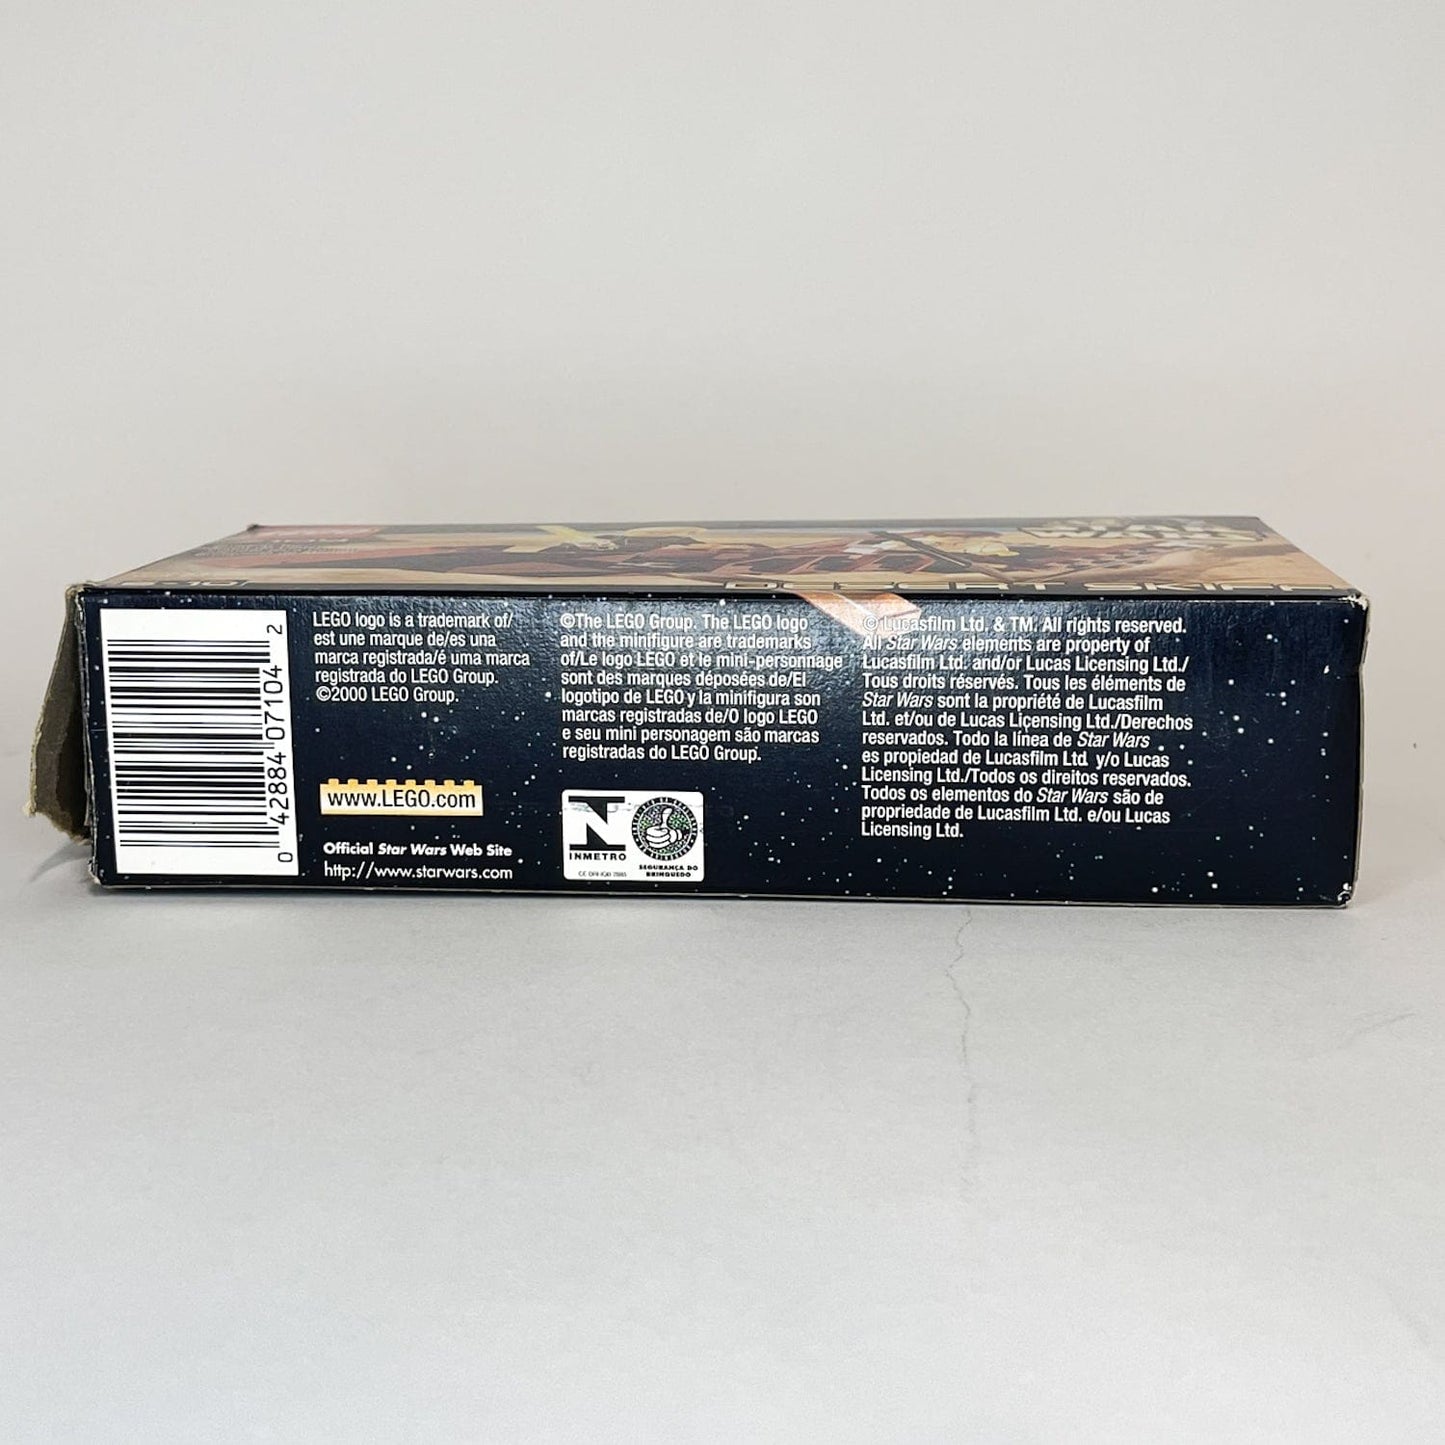 STAR
WARS
DESERT SKIFF
0 42884 07104 2
LEGO logo is a trademark of/
est une marque de/es una
marca registrada/é uma marca
registrada do LEGO Group.
©2000 LEGO Group.
www.LEGO.com
Official Star Wars Web Site
http://www.starwars.com
©The LEGO Group. The LEGO logo
and the minifigure are trademarks
of/Le logo LEGO et le mini-personnage
sont des marques déposées de/El
logotipo de LEGO y la minifigura son
marcas registradas de/O logo LEGO
e seu mini personagem são marcas
registradas do LEGO Group.
N
INMETRO
SEGURANÇA DO
BRINQUEDO
© Lucasfilm Ltd. & TM. All rights reserved.
All Star Wars elements are property of
Lucasfilm Ltd. and/or Lucas Licensing Ltd./
Tous droits réservés. Tous les éléments de
Star Wars sont la propriété de Lucasfilm
Ltd. et/ou de Lucas Licensing Ltd./Derechos
reservados. Todo la línea de Star Wars
es propiedad de Lucasfilm Ltd y/o Lucas
Licensing Ltd./Todos os direitos reservados.
Todos os elementos do Star Wars são de
propriedade de Lucasfilm Ltd. e/ou Lucas
Licensing Ltd.